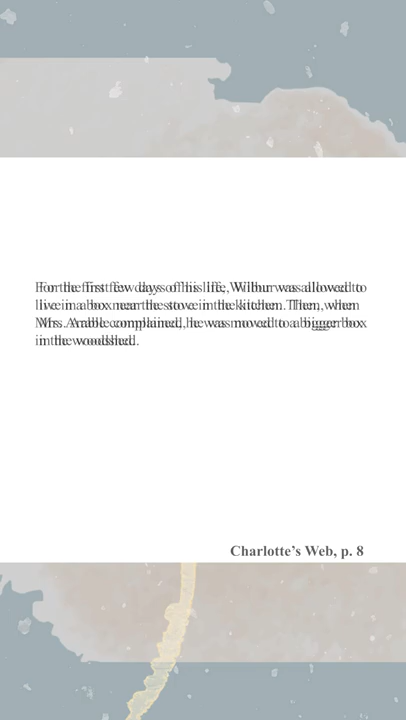 For the first few days of his life, Wilbur was allowed to
live in a box near the stove in the kitchen. Then, when
Mrs. Arable complained, he was moved to a bigger box
in the woodshed.
Charlotte's Web, p. 8